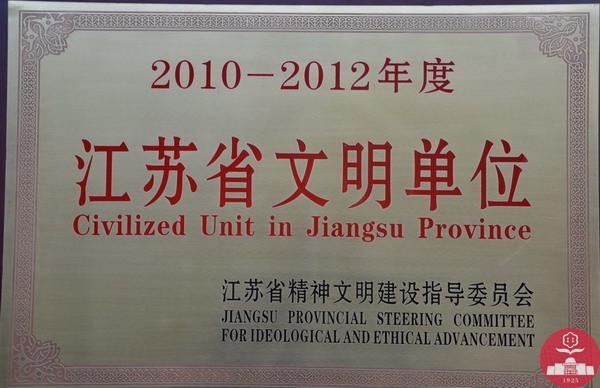 2010-2012年度
江苏省文明单位
Civilized Unit in Jiangsu Province
江苏省精神文明建设指导委员会
JIANGSU PROVINCIAL STEERING COMMITTEE
FOR IDEOLOGICAL AND ETHICAL ADVANCEMENT
1925